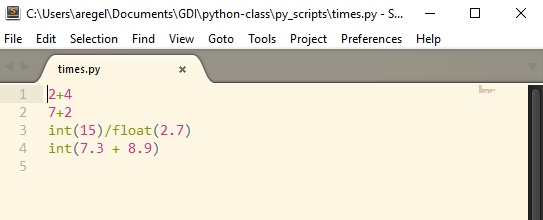 C:\Users\aregel\Documents\GDI\python-class\py_scripts\times.py - S...
File Edit Selection Find View Goto Tools Project Preferences Help
times.py ×
1 2+4
2 7+2
3 int(15)/float(2.7)
4 int(7.3 + 8.9)
5